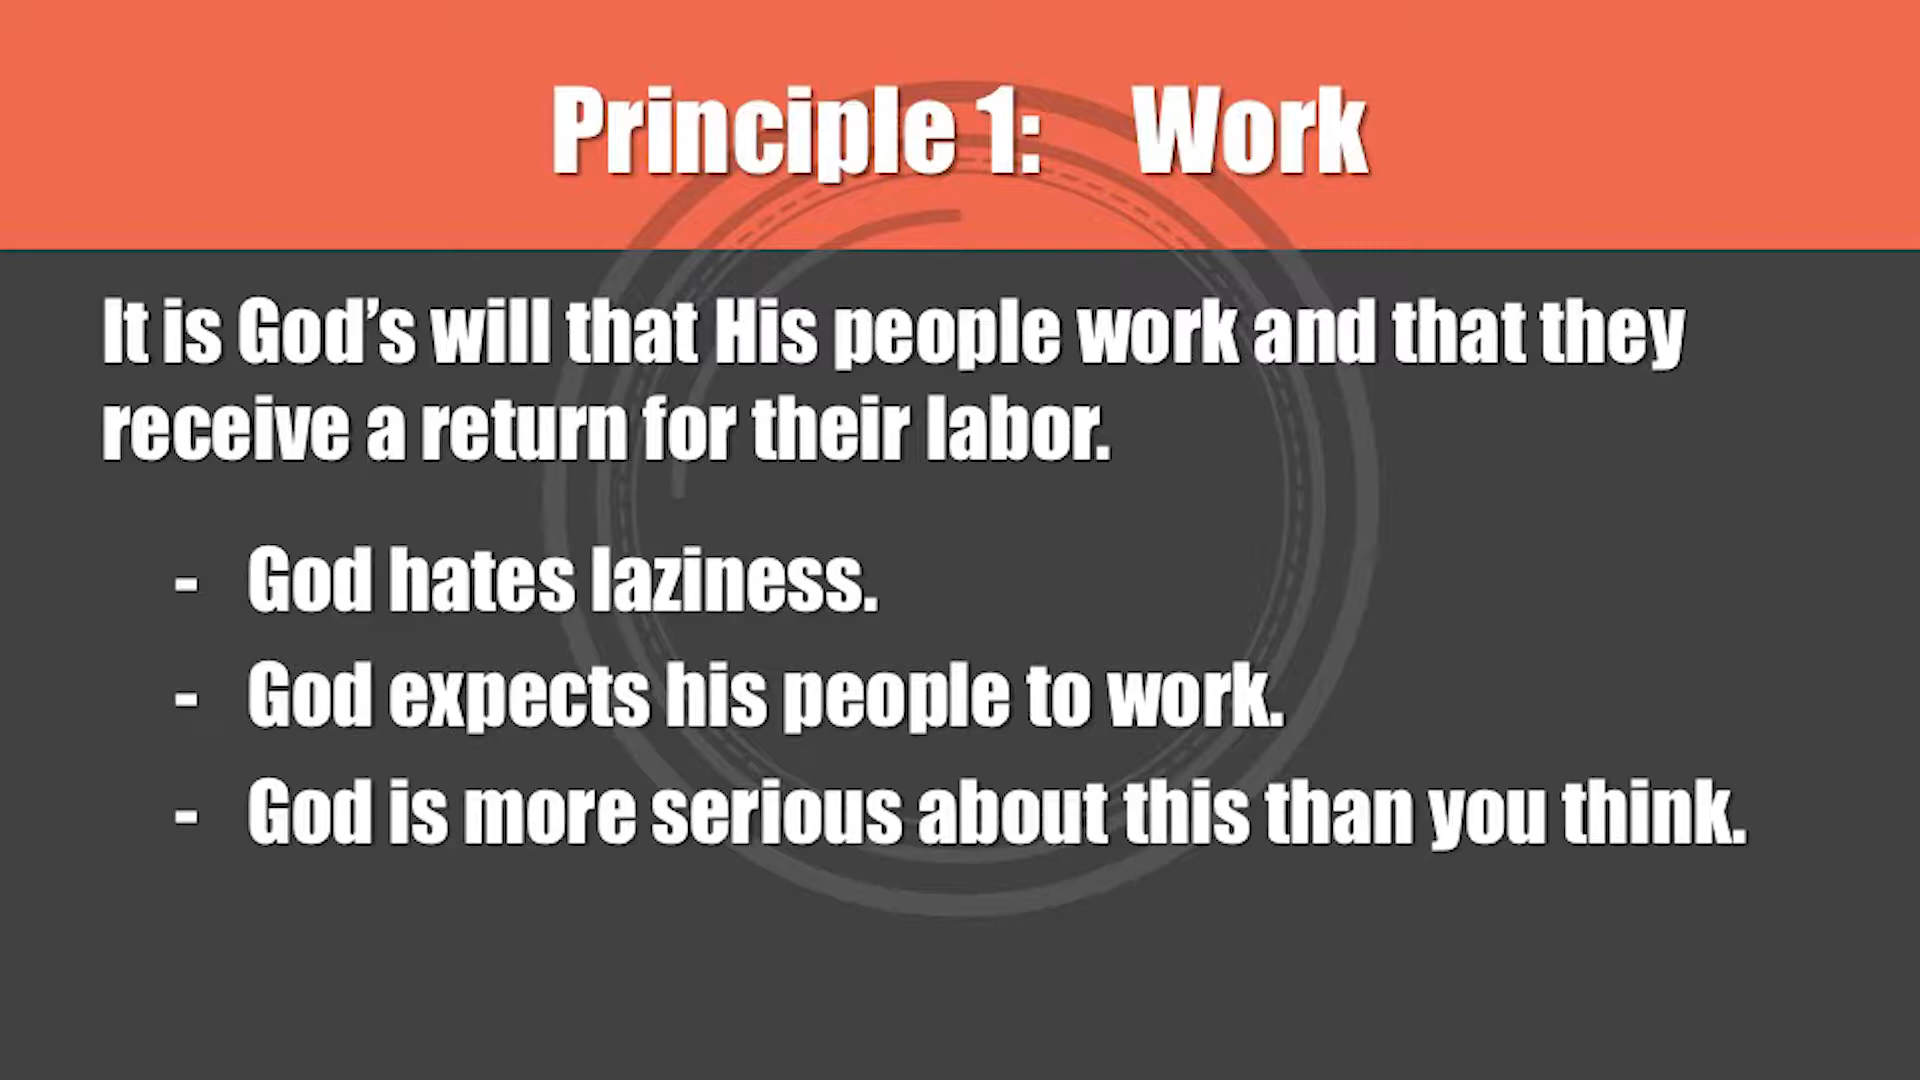 Principle 1: Work
It is God’s will that His people work and that they
receive a return for their labor.
- God hates laziness.
- God expects his people to work.
- God is more serious about this than you think.